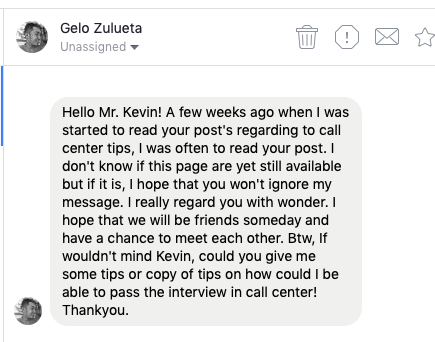 Gelo Zulueta
Unassigned
Hello Mr. Kevin! A few weeks ago when I was
started to read your post's regarding to call
center tips, I was often to read your post. I
don't know if this page are yet still available
but if it is, I hope that you won't ignore my
message. I really regard you with wonder. I
hope that we will be friends someday and
have a chance to meet each other. Btw, If
wouldn't mind Kevin, could you give me
some tips or copy of tips on how could I be
able to pass the interview in call center!
Thankyou.